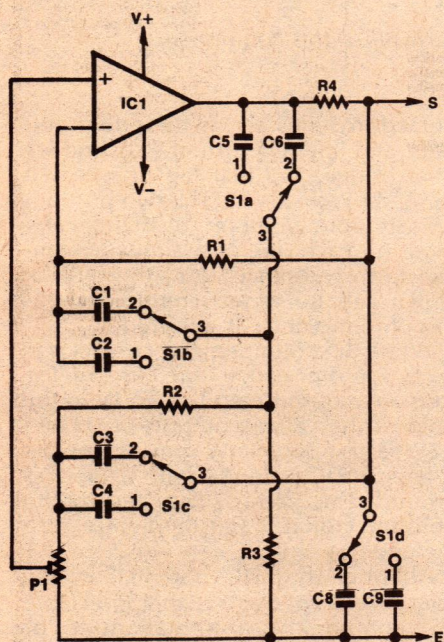 V+
+
IC1
−
V−
R4
S
C5
C6
1
2
S1a
3
R1
C1
2
3
S1b
C2
1
R2
C3
2
3
C4
1
S1c
3
S1d
R3
2
1
P1
C8
C9
E